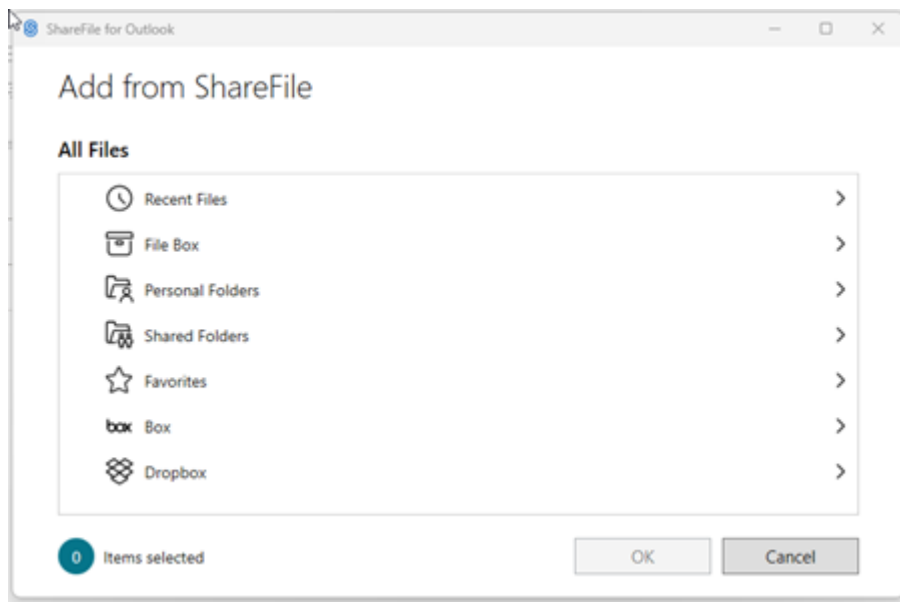 ShareFile for Outlook
Add from ShareFile
All Files
Recent Files
File Box
Personal Folders
Shared Folders
Favorites
box Box
Dropbox
0 Items selected
OK
Cancel